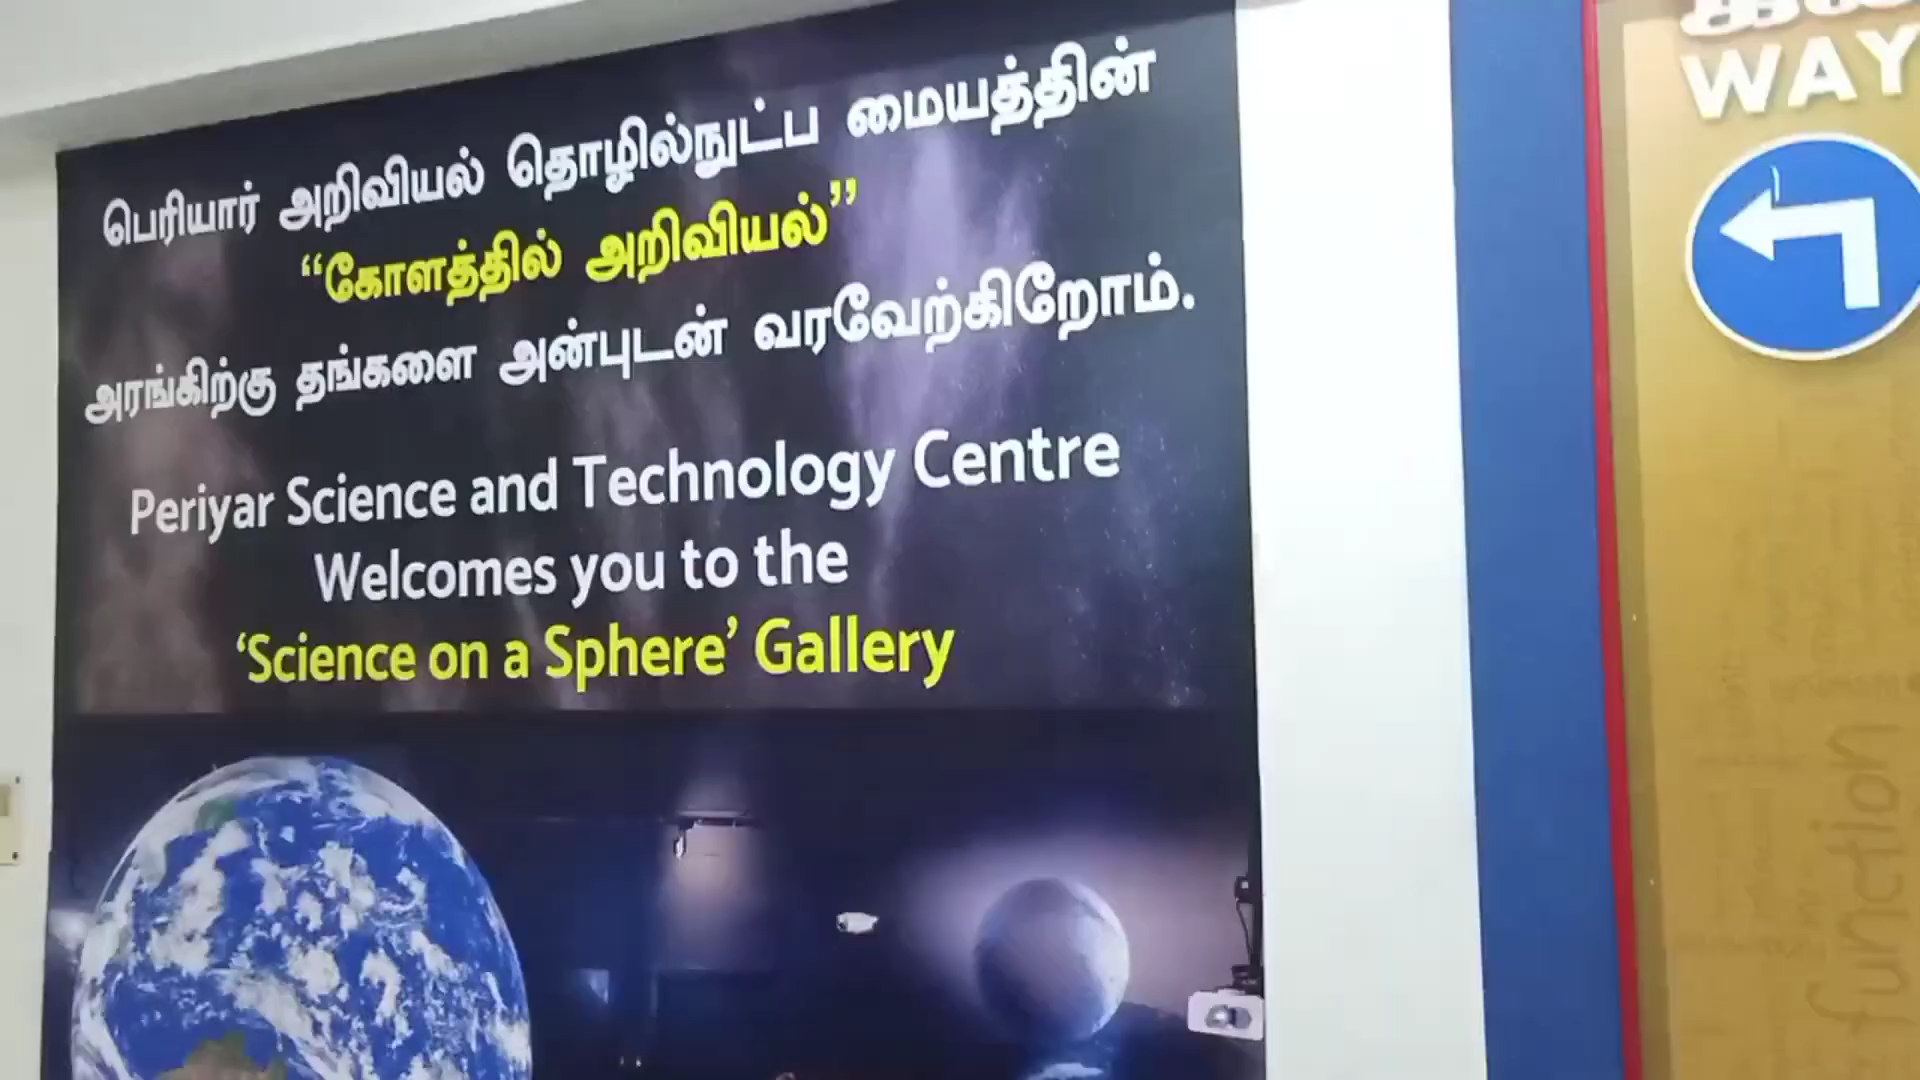 பெரியார் அறிவியல் தொழில்நுட்ப மையத்தின்
“கோளத்தில் அறிவியல்”
அரங்கிற்கு தங்களை அன்புடன் வரவேற்கிறோம்.
Periyar Science and Technology Centre
Welcomes you to the
‘Science on a Sphere’ Gallery
WAY
function